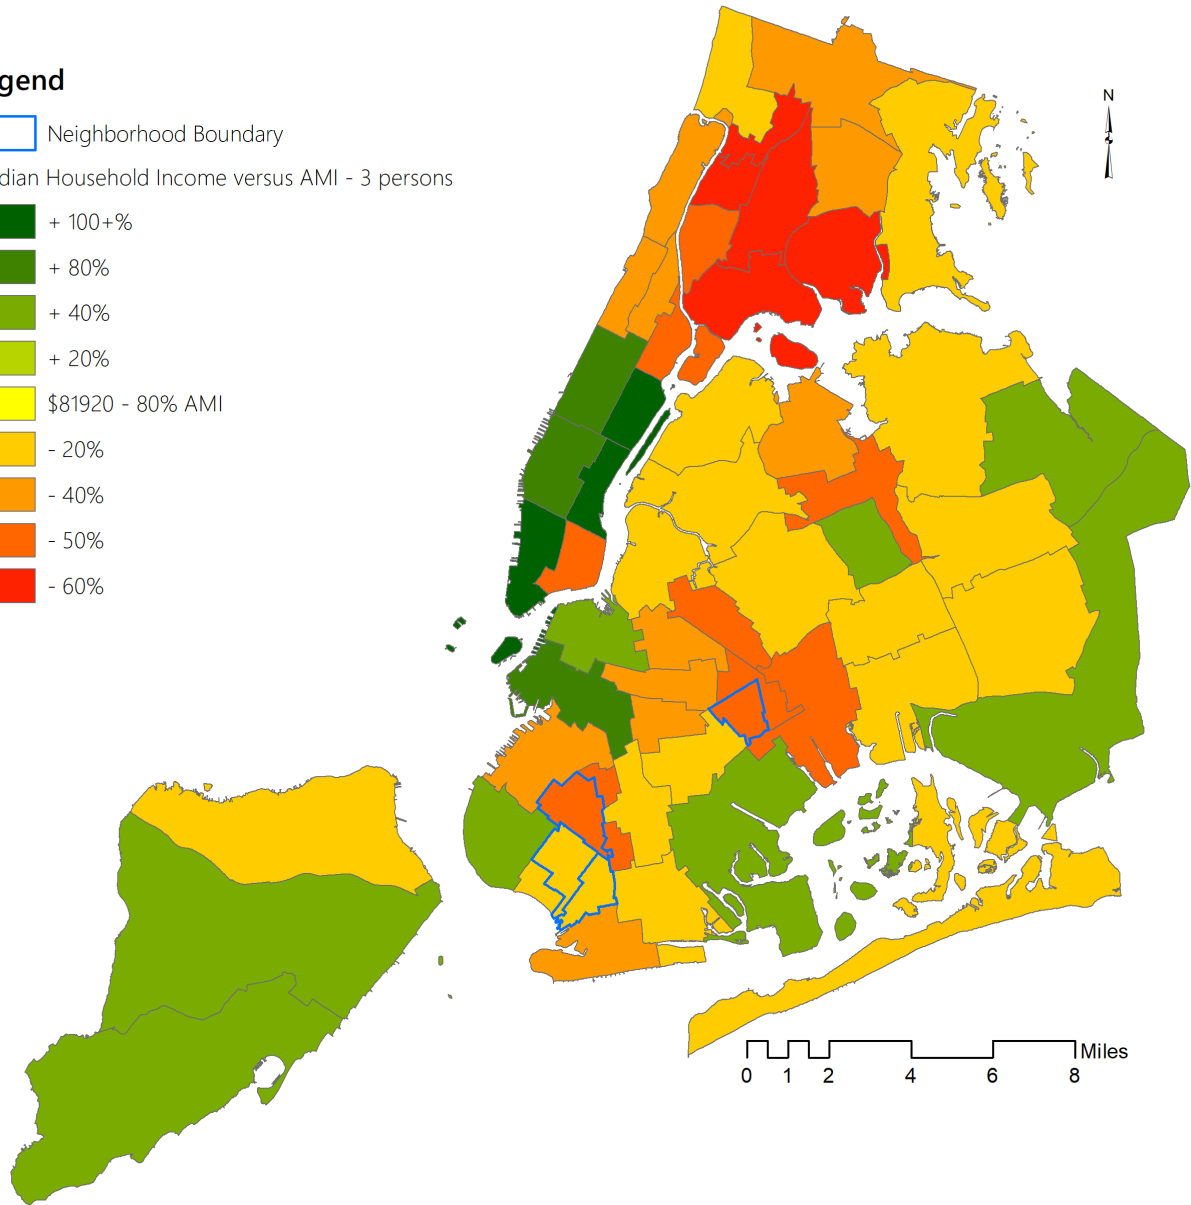 gend
Neighborhood Boundary
dian Household Income versus AMI - 3 persons
+ 100+%
+ 80%
+ 40%
+ 20%
$81920 - 80% AMI
- 20%
- 40%
- 50%
- 60%
N
Miles
0 1 2 4 6 8